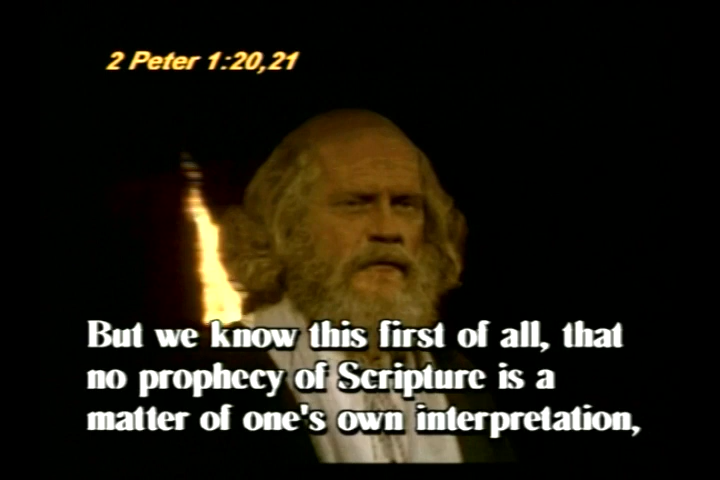 2 Peter 1:20,21
But we know this first of all, that
no prophecy of Scripture is a
matter of one's own interpretation,